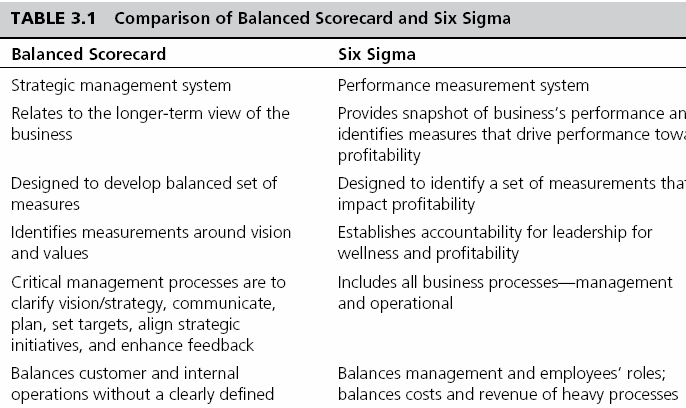 TABLE 3.1 Comparison of Balanced Scorecard and Six Sigma
Balanced Scorecard Six Sigma
Strategic management system Performance measurement system
Relates to the longer-term view of the
business
Provides snapshot of business's performance an
identifies measures that drive performance towa
profitability
Designed to develop balanced set of
measures
Designed to identify a set of measurements that
impact profitability
Identifies measurements around vision
and values
Establishes accountability for leadership for
wellness and profitability
Critical management processes are to
clarify vision/strategy, communicate,
plan, set targets, align strategic
initiatives, and enhance feedback
Includes all business processes—management
and operational
Balances customer and internal
operations without a clearly defined
Balances management and employees' roles;
balances costs and revenue of heavy processes